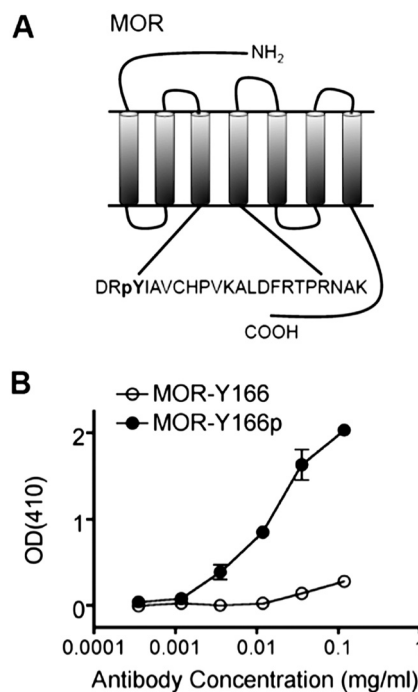 A
MOR
NH2
DRpYIAVCHPVKALDFRTPRNAK
COOH
B
MOR-Y166
MOR-Y166p
2
1
0
OD(410)
0.0001 0.001 0.01 0.1 1
Antibody Concentration (mg/ml)